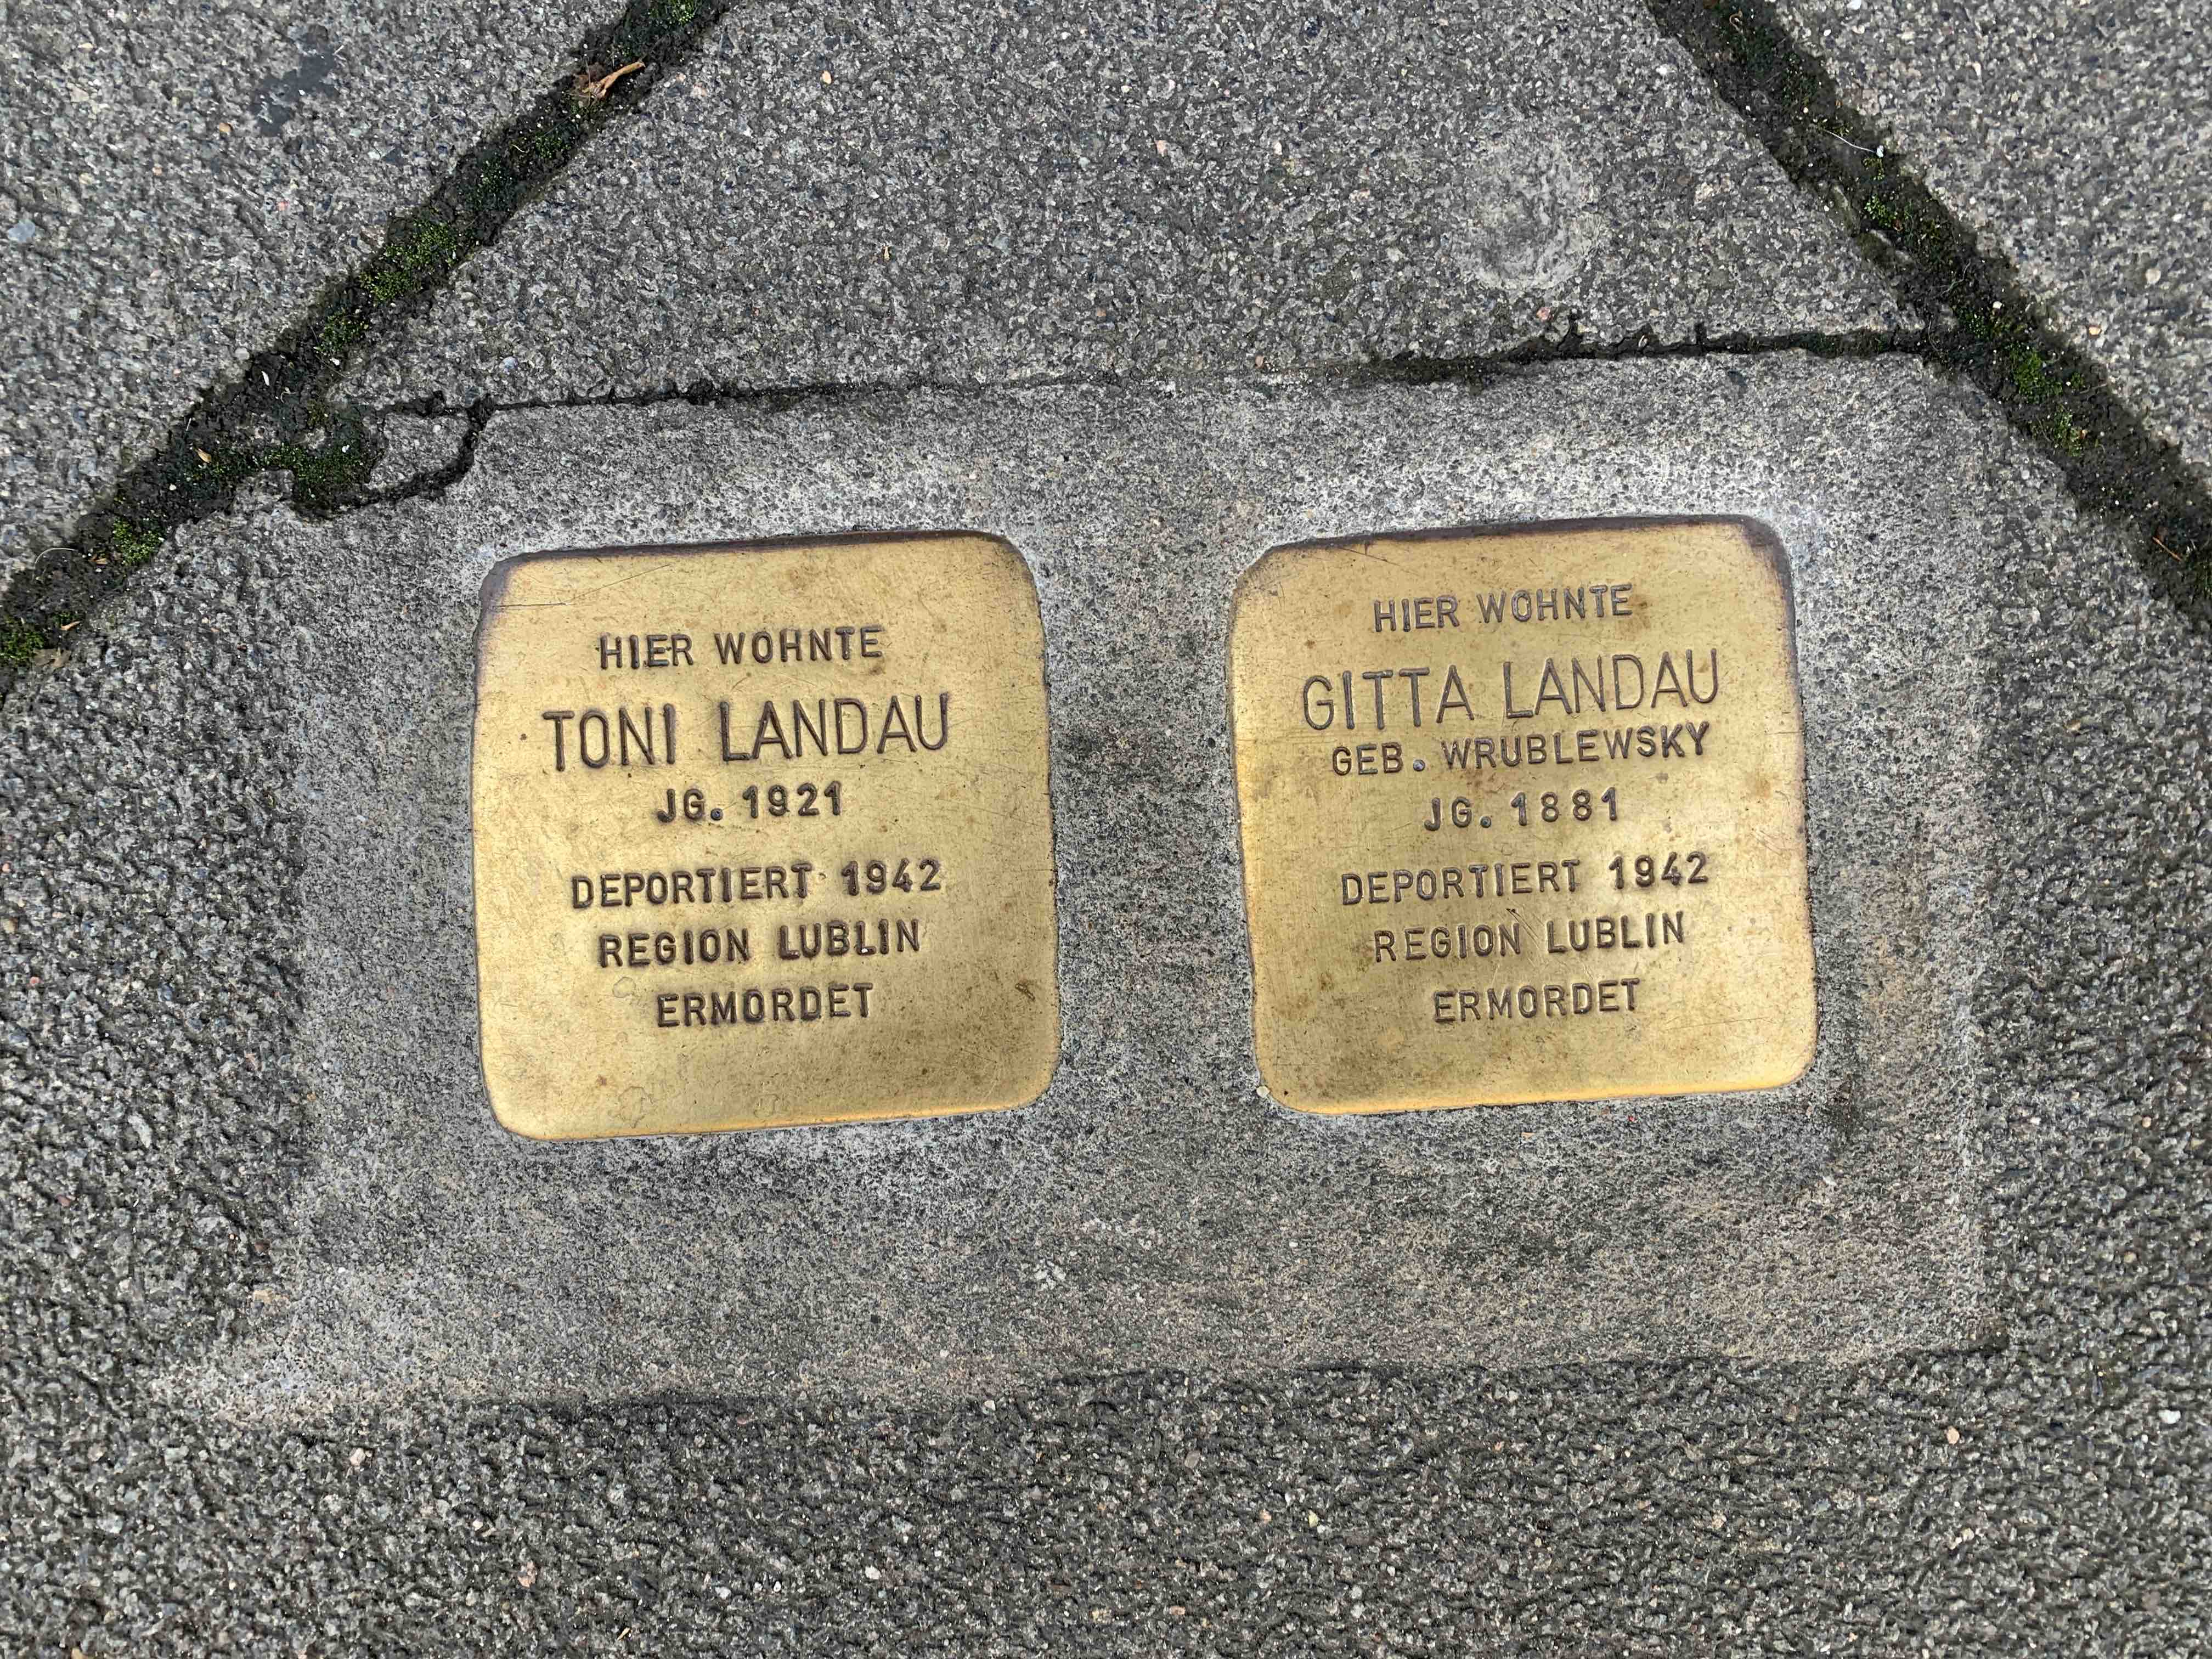 HIER WOHNTE
TONI LANDAU
JG. 1921
DEPORTIERT 1942
REGION LUBLIN
ERMORDET
HIER WOHNTE
GITTA LANDAU
GEB. WRUBLEWSKY
JG. 1881
DEPORTIERT 1942
REGION LUBLIN
ERMORDET